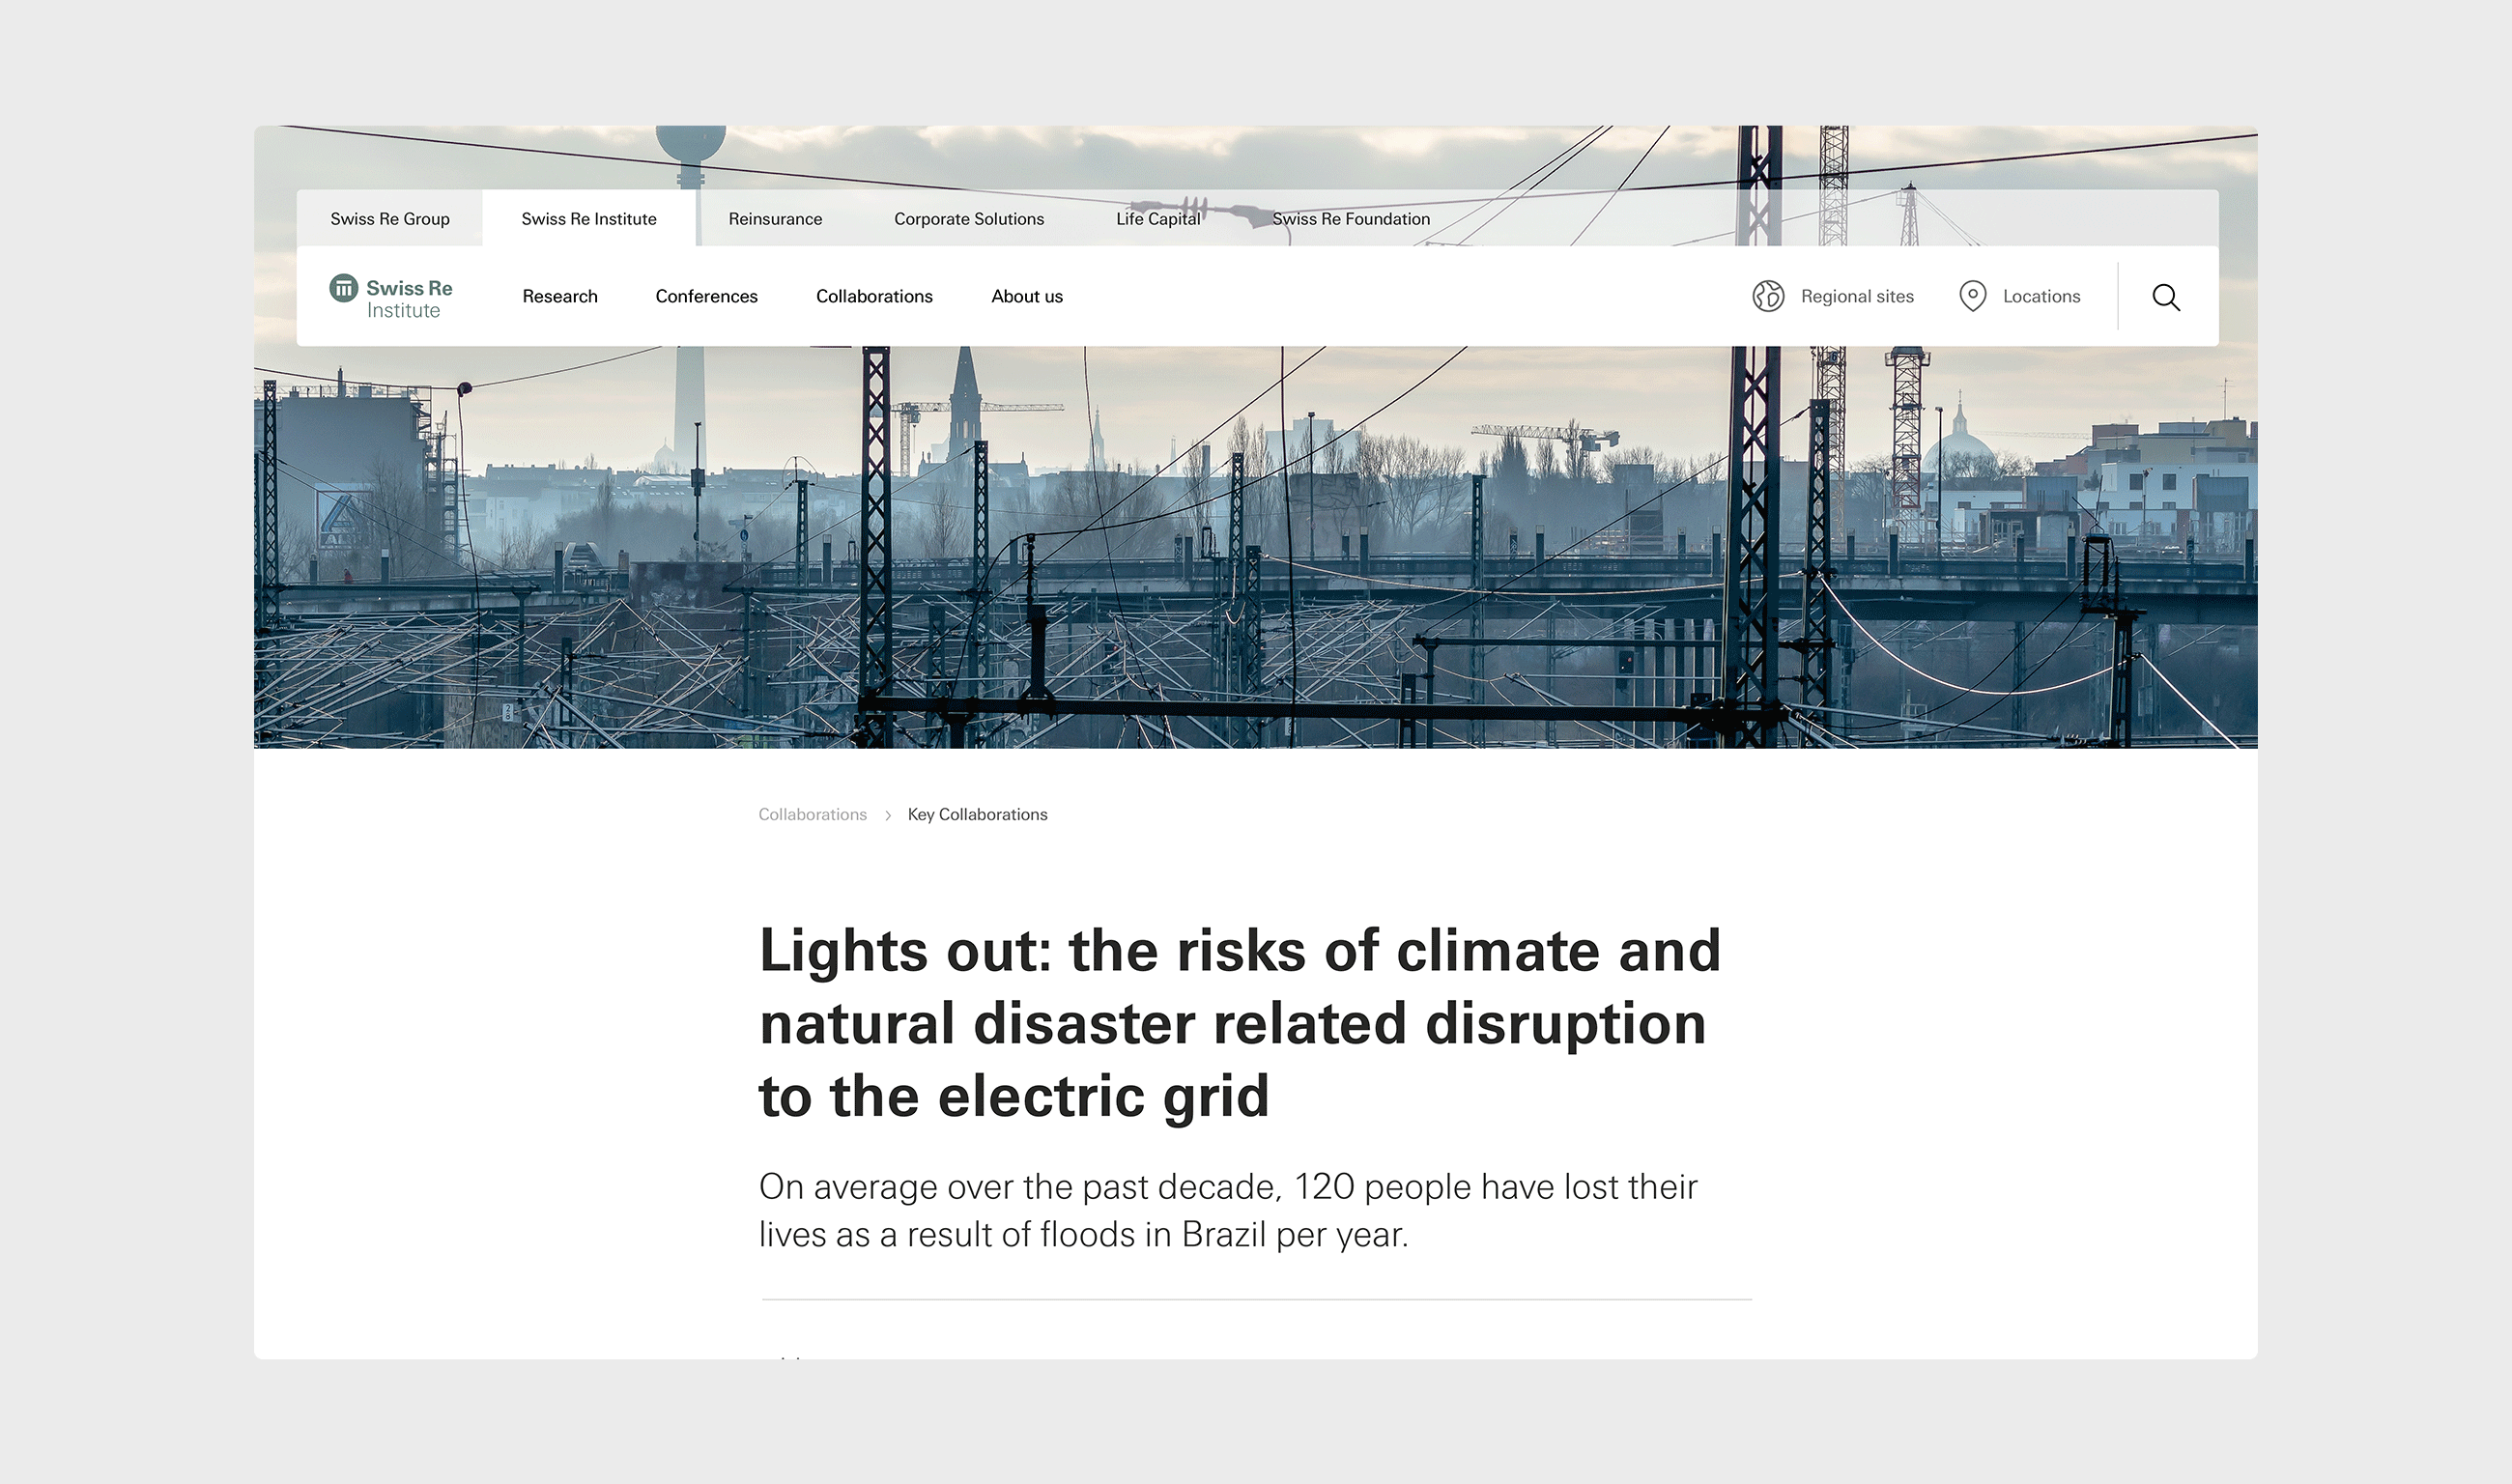 Swiss Re Group
Swiss Re Institute
Reinsurance
Corporate Solutions
Life Capital
Swiss Re Foundation
Swiss Re
Institute
Research
Conferences
Collaborations
About us
Regional sites
Locations
Collaborations
Key Collaborations
Lights out: the risks of climate and
natural disaster related disruption
to the electric grid
On average over the past decade, 120 people have lost their
lives as a result of floods in Brazil per year.